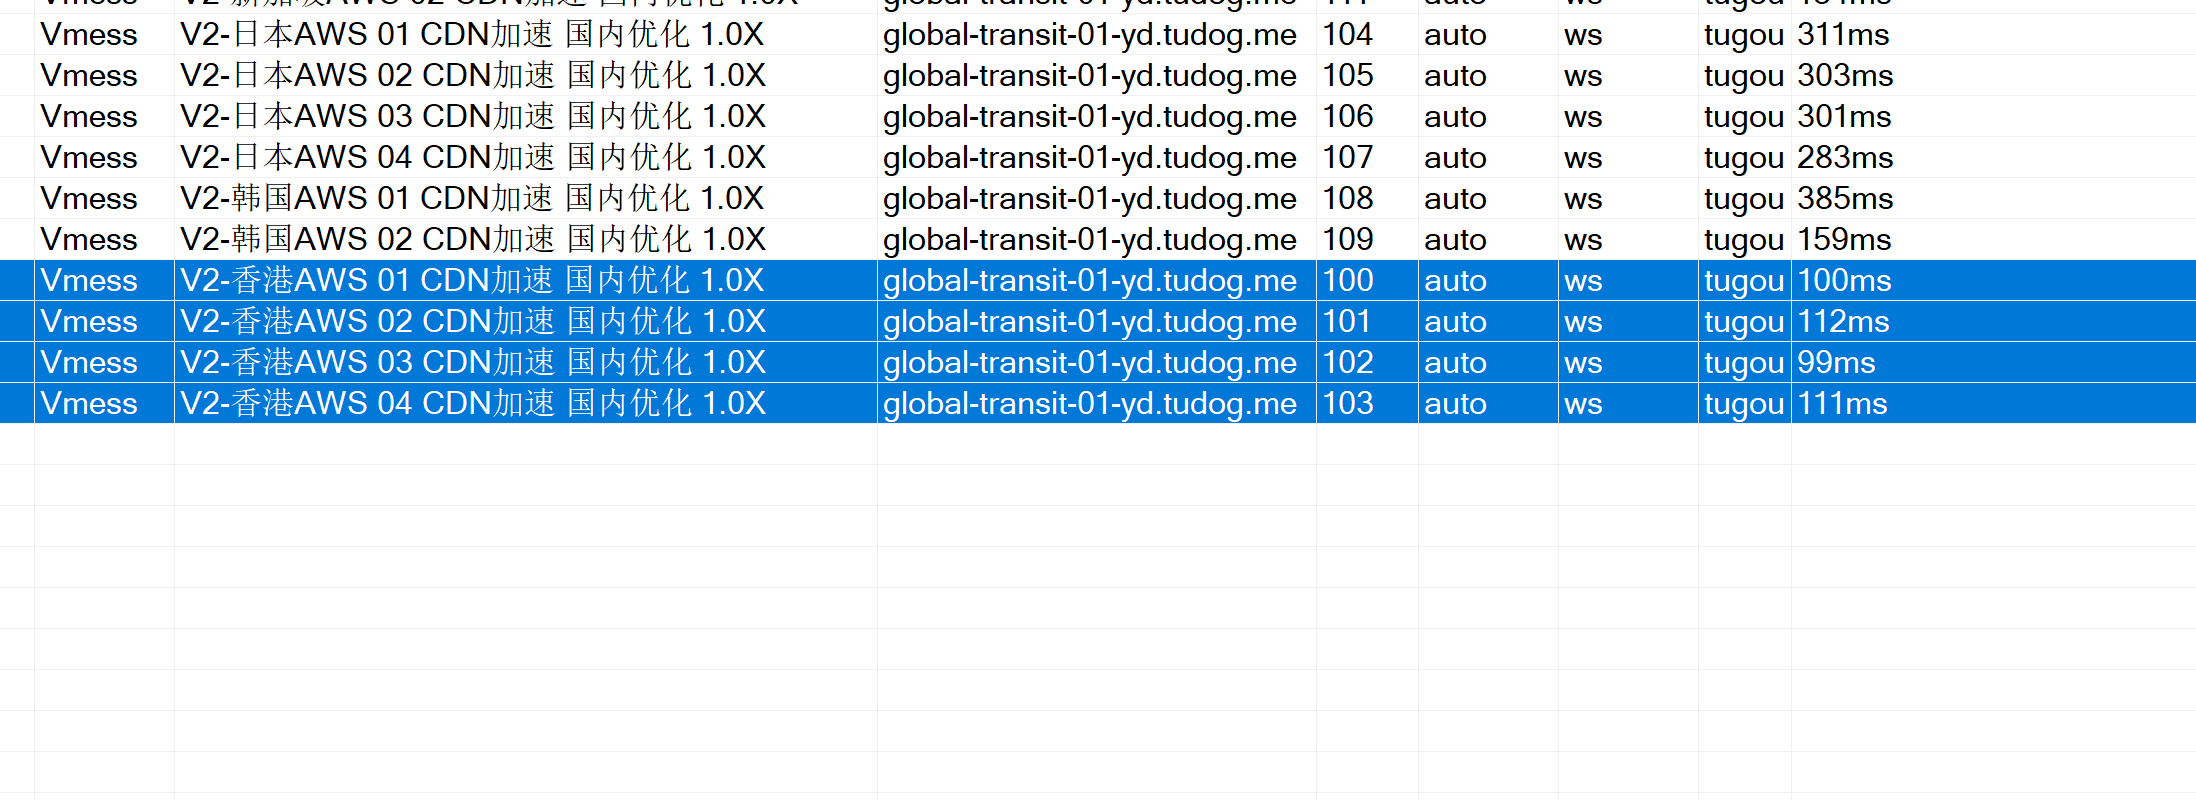 Vmess V2-新加坡AWS 02 CDN加速 国内优化 1.0X global-transit-01-yd.tudog.me 111 auto ws tugou
Vmess V2-日本AWS 01 CDN加速 国内优化 1.0X global-transit-01-yd.tudog.me 104 auto ws tugou 311ms
Vmess V2-日本AWS 02 CDN加速 国内优化 1.0X global-transit-01-yd.tudog.me 105 auto ws tugou 303ms
Vmess V2-日本AWS 03 CDN加速 国内优化 1.0X global-transit-01-yd.tudog.me 106 auto ws tugou 301ms
Vmess V2-日本AWS 04 CDN加速 国内优化 1.0X global-transit-01-yd.tudog.me 107 auto ws tugou 283ms
Vmess V2-韩国AWS 01 CDN加速 国内优化 1.0X global-transit-01-yd.tudog.me 108 auto ws tugou 385ms
Vmess V2-韩国AWS 02 CDN加速 国内优化 1.0X global-transit-01-yd.tudog.me 109 auto ws tugou 159ms
Vmess V2-香港AWS 01 CDN加速 国内优化 1.0X global-transit-01-yd.tudog.me 100 auto ws tugou 100ms
Vmess V2-香港AWS 02 CDN加速 国内优化 1.0X global-transit-01-yd.tudog.me 101 auto ws tugou 112ms
Vmess V2-香港AWS 03 CDN加速 国内优化 1.0X global-transit-01-yd.tudog.me 102 auto ws tugou 99ms
Vmess V2-香港AWS 04 CDN加速 国内优化 1.0X global-transit-01-yd.tudog.me 103 auto ws tugou 111ms